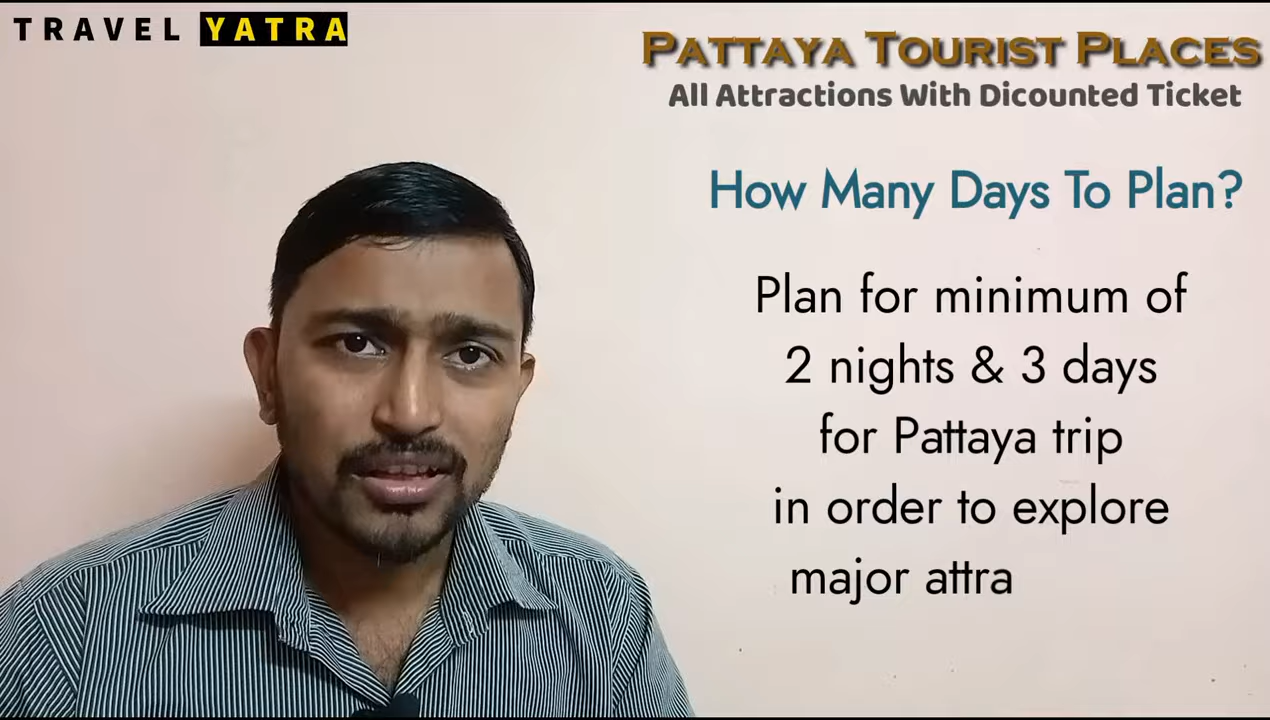 TRAVEL YATRA
PATTAYA TOURIST PLACES
All Attractions With Dicounted Ticket
How Many Days To Plan?
Plan for minimum of
2 nights & 3 days
for Pattaya trip
in order to explore
major attra